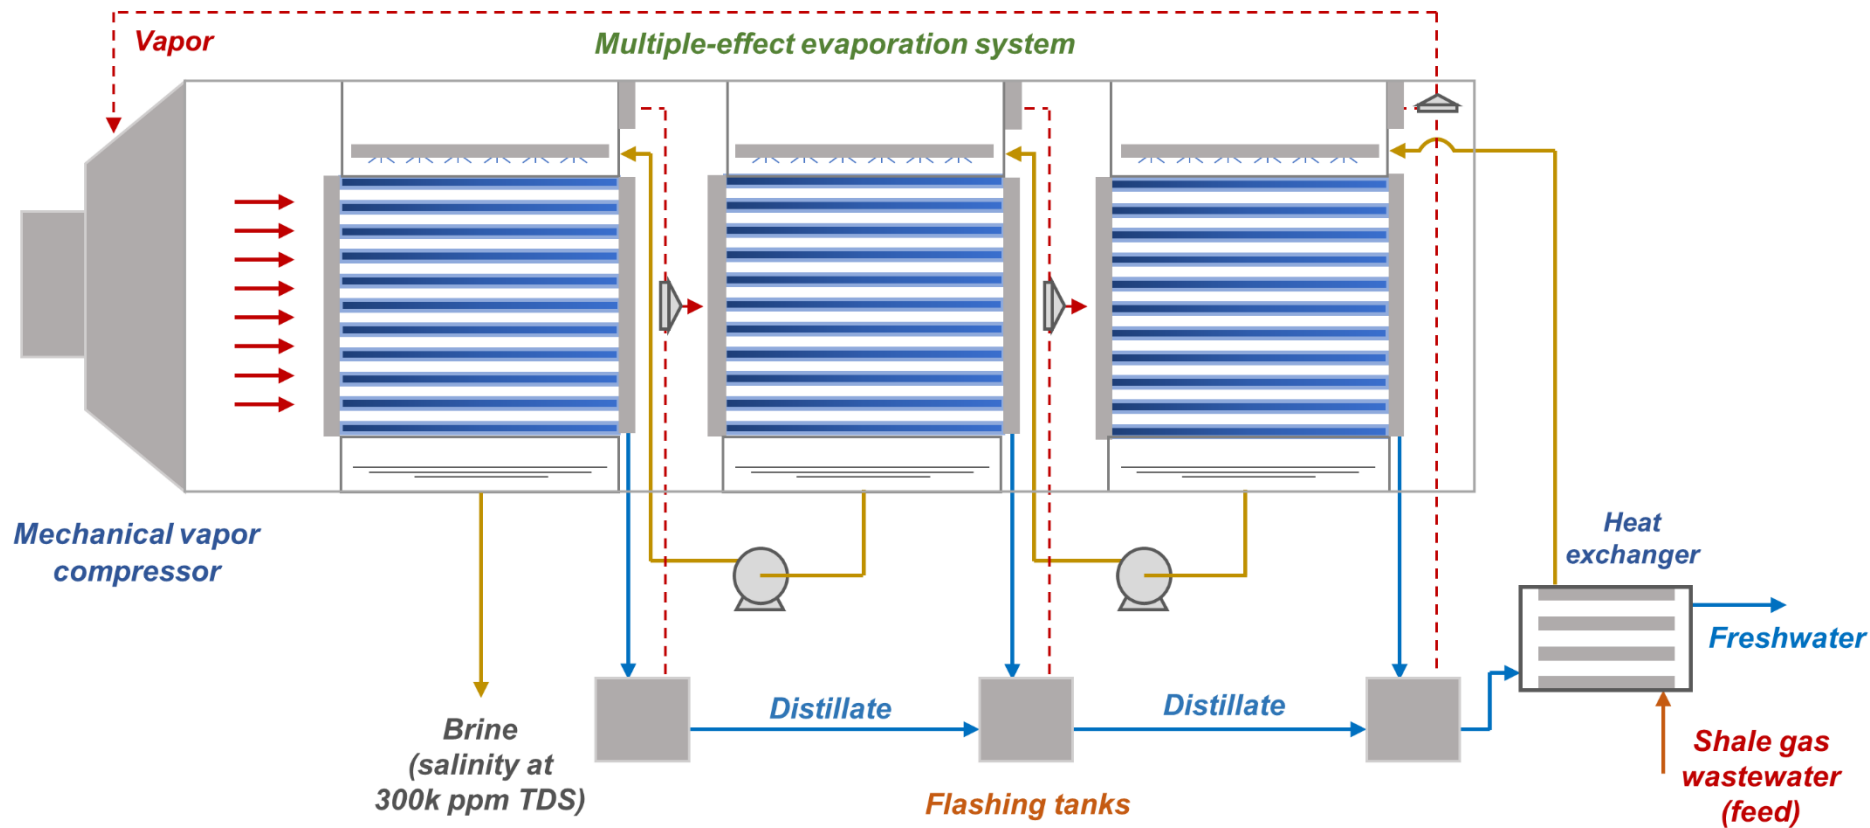 Vapor
Multiple-effect evaporation system
Mechanical vapor
compressor
Heat
exchanger
Freshwater
Distillate
Distillate
Brine
(salinity at
300k ppm TDS)
Flashing tanks
Shale gas
wastewater
(feed)